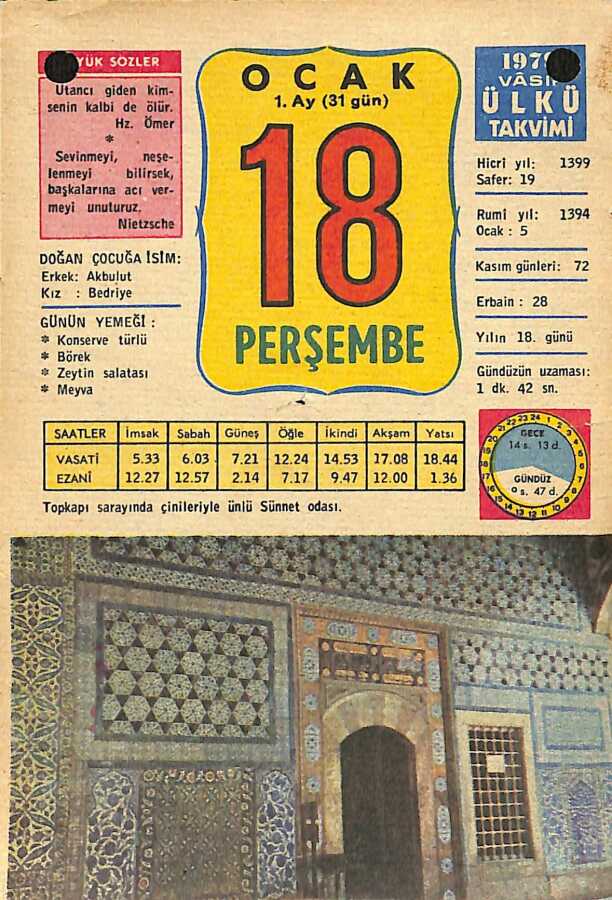 YÜK SÖZLER
Utancı giden kim-
senin kalbi de ölür.
Hz. Ömer
*
Sevinmeyi, neşe-
lenmeyi bilirsek,
başkalarına acı ver-
meyi unuturuz.
Nietzsche
DOĞAN ÇOCUĞA İSİM:
Erkek: Akbulut
Kız : Bedriye
GÜNÜN YEMEĞİ :
* Konserve türlü
* Börek
* Zeytin salatası
* Meyva
OCAK
1. Ay (31 gün)
18
PERŞEMBE
197
VÂSIF
ÜLKÜ
TAKVİMİ
Hicri yıl: 1399
Safer: 19
Rumî yıl: 1394
Ocak : 5
Kasım günleri: 72
Erbain : 28
Yılın 18. günü
Gündüzün uzaması:
1 dk. 42 sn.
SAATLER İmsak Sabah Güneş Öğle İkindi Akşam Yatsı
VASATİ 5.33 6.03 7.21 12.24 14.53 17.08 18.44
EZANİ 12.27 12.57 2.14 7.17 9.47 12.00 1.36
GECE
14 s. 13 d.
GÜNDÜZ
9 s. 47 d.
Topkapı sarayında çinileriyle ünlü Sünnet odası.